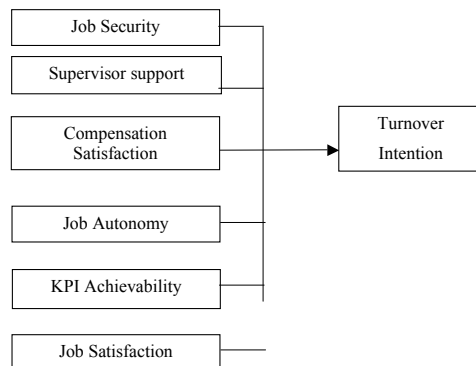 Job Security
Supervisor support
Compensation
Satisfaction
Turnover
Intention
Job Autonomy
KPI Achievability
Job Satisfaction